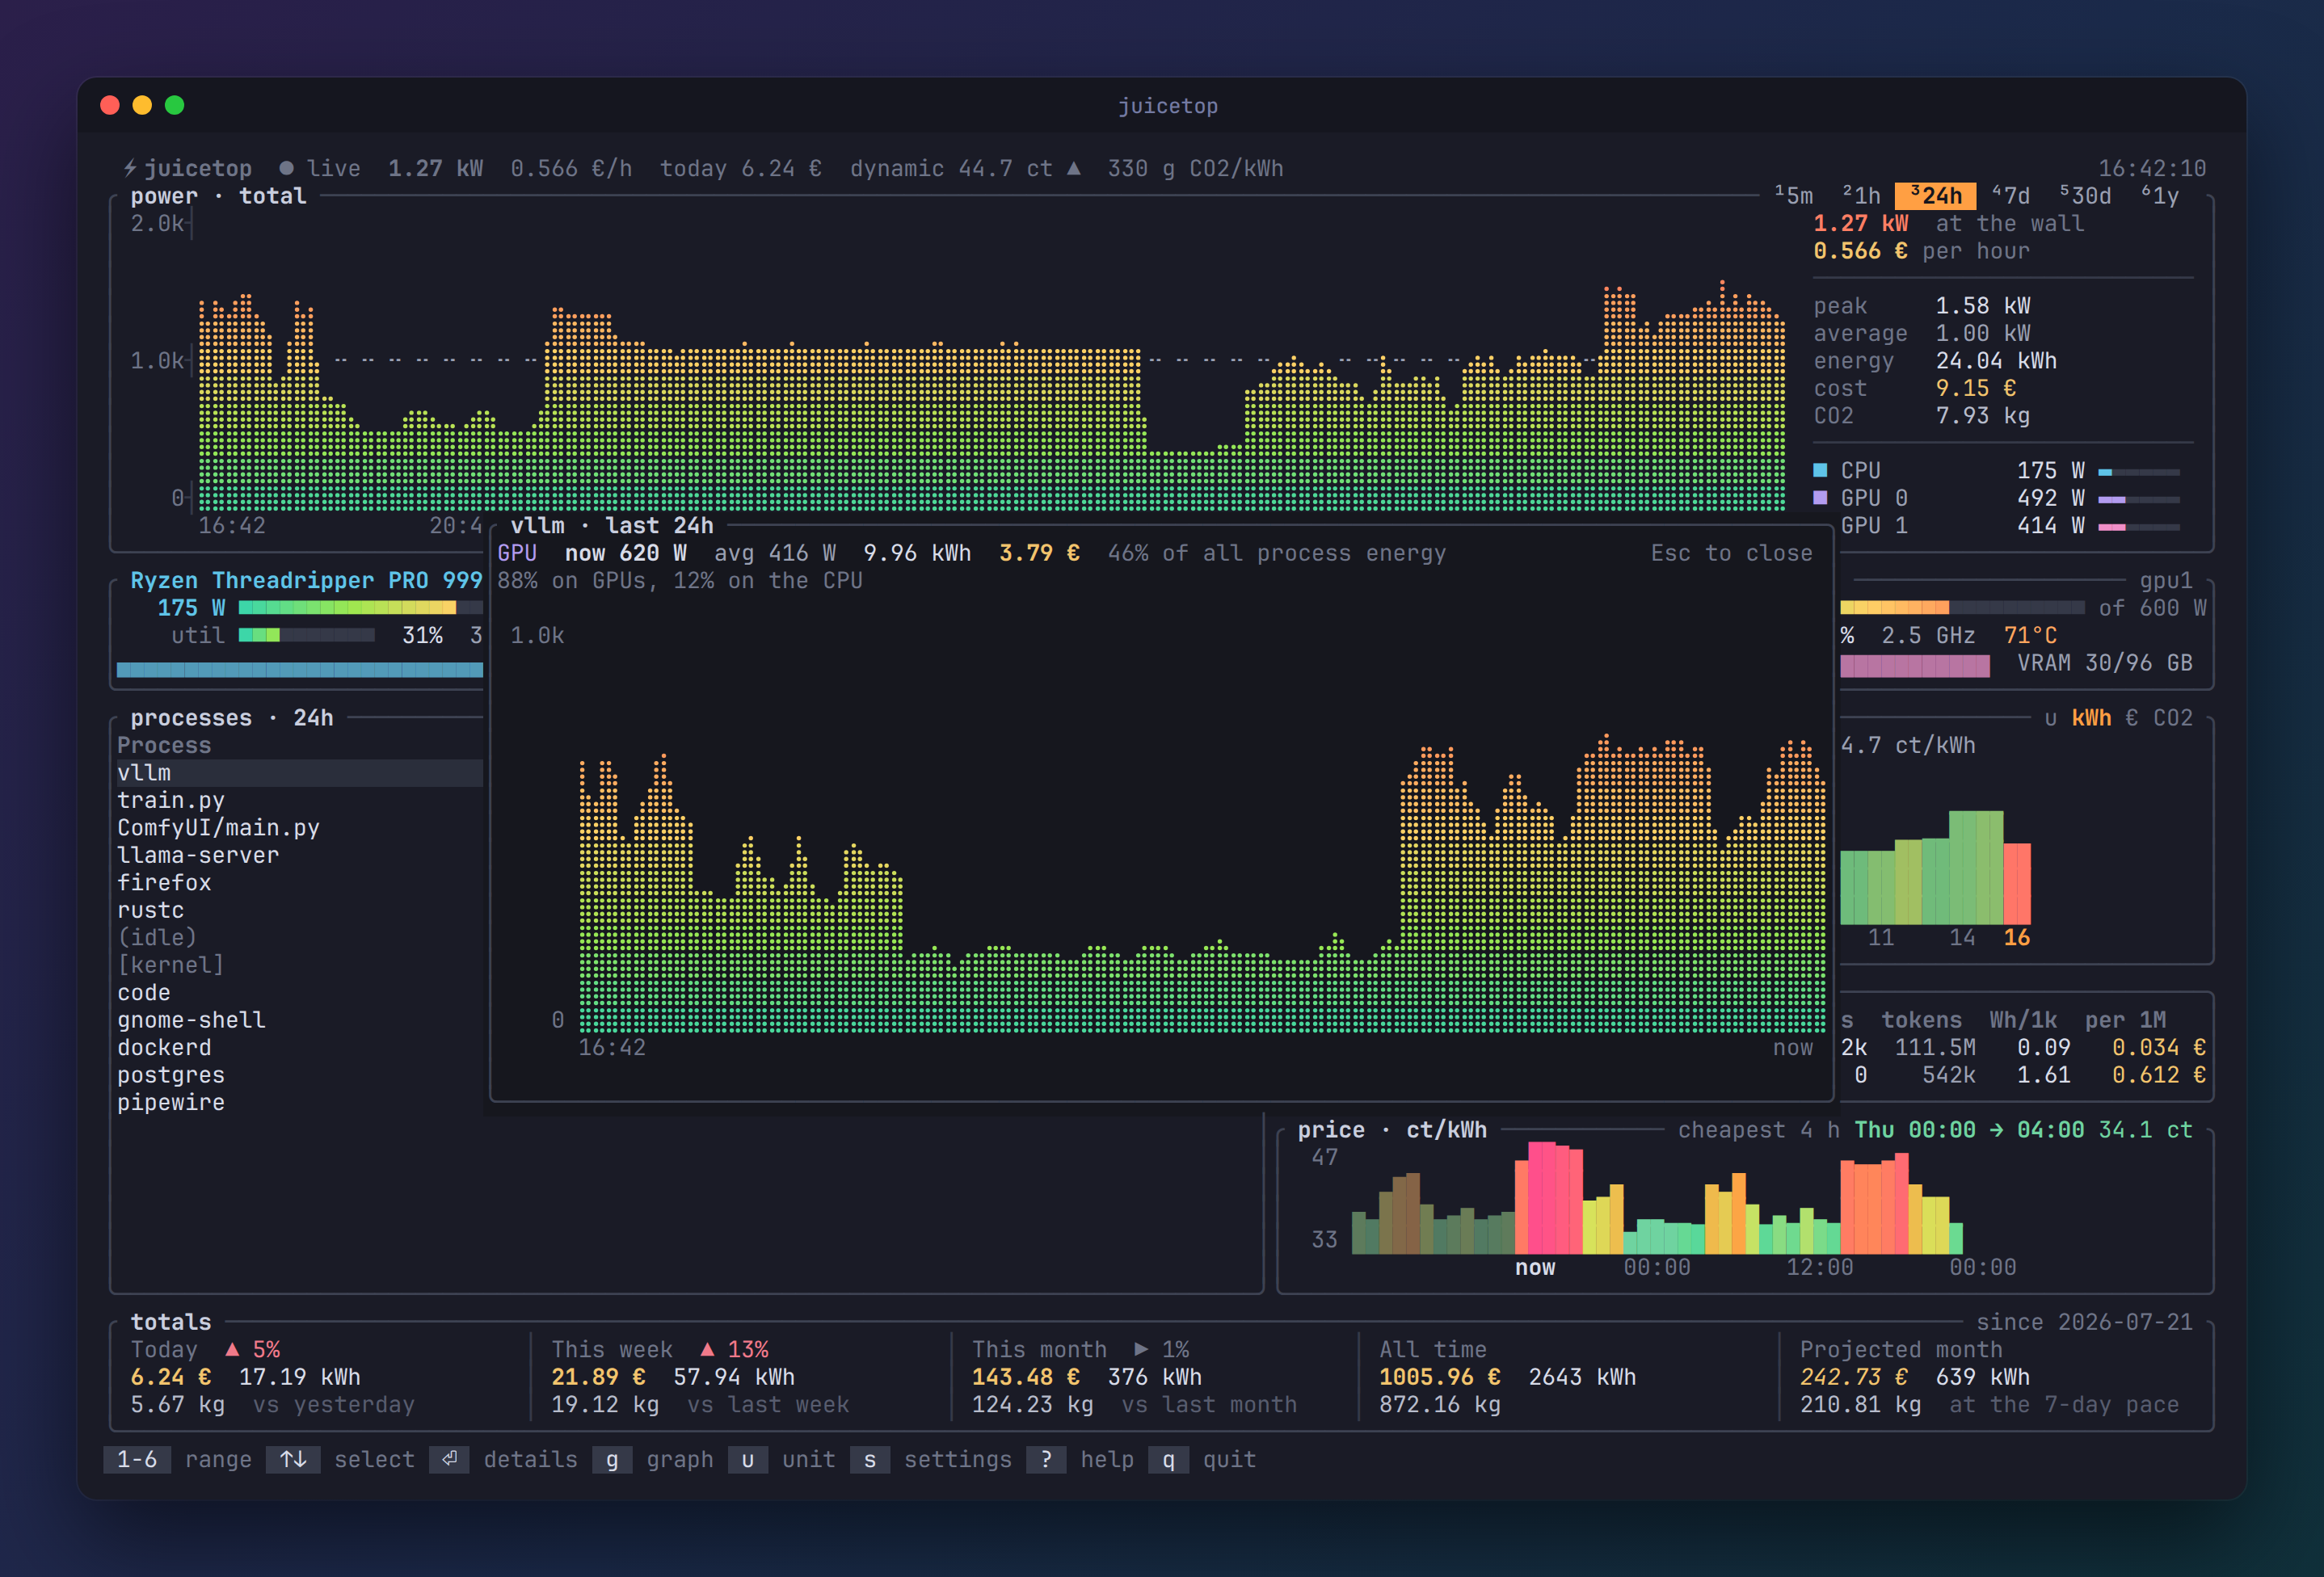 juicetop
⚡juicetop ● live 1.27 kW 0.566 €/h today 6.24 € dynamic 44.7 ct ▲ 330 g CO2/kWh 16:42:10
power · total ¹5m ²1h ³24h ⁴7d ⁵30d ⁶1y
2.0k
1.27 kW at the wall
0.566 € per hour
peak 1.58 kW
average 1.00 kW
1.0k
energy 24.04 kWh
cost 9.15 €
CO2 7.93 kg
CPU 175 W
0
GPU 0 492 W
GPU 1 414 W
16:42 20:4
vllm · last 24h
GPU now 620 W avg 416 W 9.96 kWh 3.79 € 46% of all process energy Esc to close
88% on GPUs, 12% on the CPU
1.0k
0
16:42 now
Ryzen Threadripper PRO 999 gpu1
175 W of 600 W
util 31% 3 % 2.5 GHz 71°C
VRAM 30/96 GB
processes · 24h u kWh € CO2
Process 4.7 ct/kWh
vllm
train.py
ComfyUI/main.py
llama-server
firefox
rustc
(idle) 11 14 16
[kernel]
code
gnome-shell s tokens Wh/1k per 1M
dockerd 2k 111.5M 0.09 0.034 €
postgres 0 542k 1.61 0.612 €
pipewire
price · ct/kWh cheapest 4 h Thu 00:00 → 04:00 34.1 ct
47
33
now 00:00 12:00 00:00
totals since 2026-07-21
Today ▲ 5% This week ▲ 13% This month ► 1% All time Projected month
6.24 € 17.19 kWh 21.89 € 57.94 kWh 143.48 € 376 kWh 1005.96 € 2643 kWh 242.73 € 639 kWh
5.67 kg vs yesterday 19.12 kg vs last week 124.23 kg vs last month 872.16 kg 210.81 kg at the 7-day pace
1-6 range ↑↓ select ⏎ details g graph u unit s settings ? help q quit